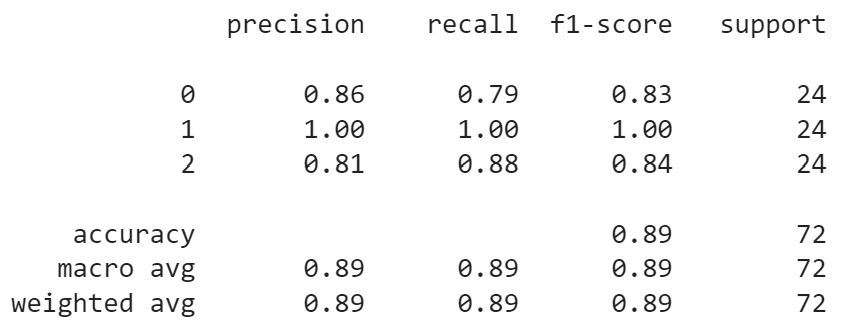 precision recall f1-score support
0 0.86 0.79 0.83 24
1 1.00 1.00 1.00 24
2 0.81 0.88 0.84 24
accuracy 0.89 72
macro avg 0.89 0.89 0.89 72
weighted avg 0.89 0.89 0.89 72